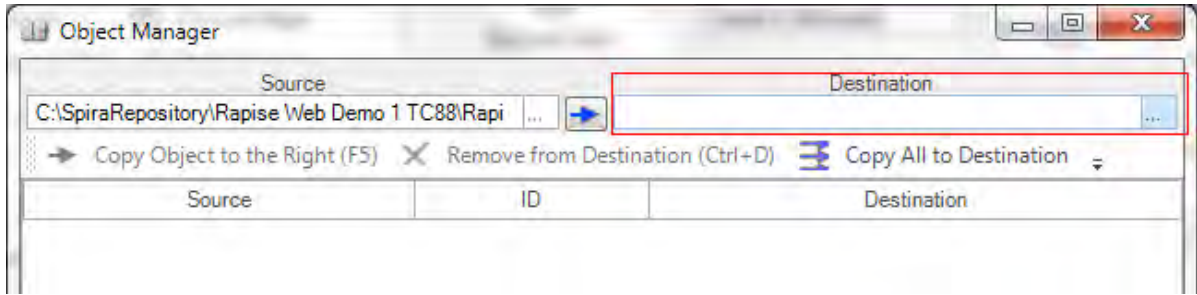 Object Manager
Source Destination
C:\SpiraRepository\Rapise Web Demo 1 TC88\Rapi ... ...
Copy Object to the Right (F5) Remove from Destination (Ctrl+D) Copy All to Destination
Source ID Destination